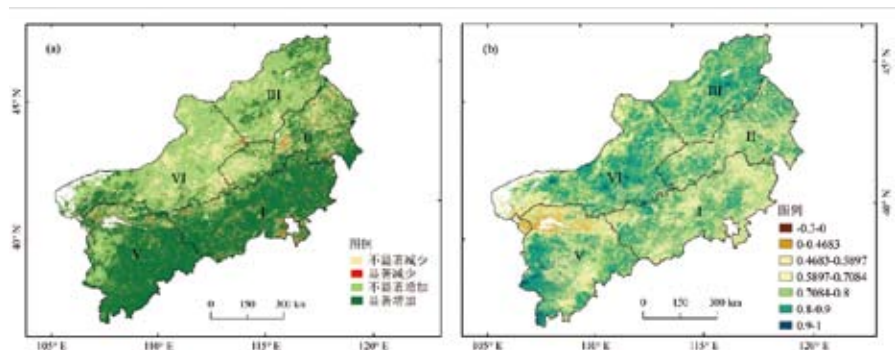 (a)
45° N
40° N
III
II
VI
I
V
图例
不显著减少
显著减少
不显著增加
显著增加
0 150 300 km
105° E 110° E 115° E 120° E
(b)
45° N
40° N
III
II
VI
I
V
图例
-0.5-0
0-0.4683
0.4683-0.5897
0.5897-0.7084
0.7084-0.8
0.8-0.9
0.9-1
0 150 300 km
105° E 110° E 115° E 120° E